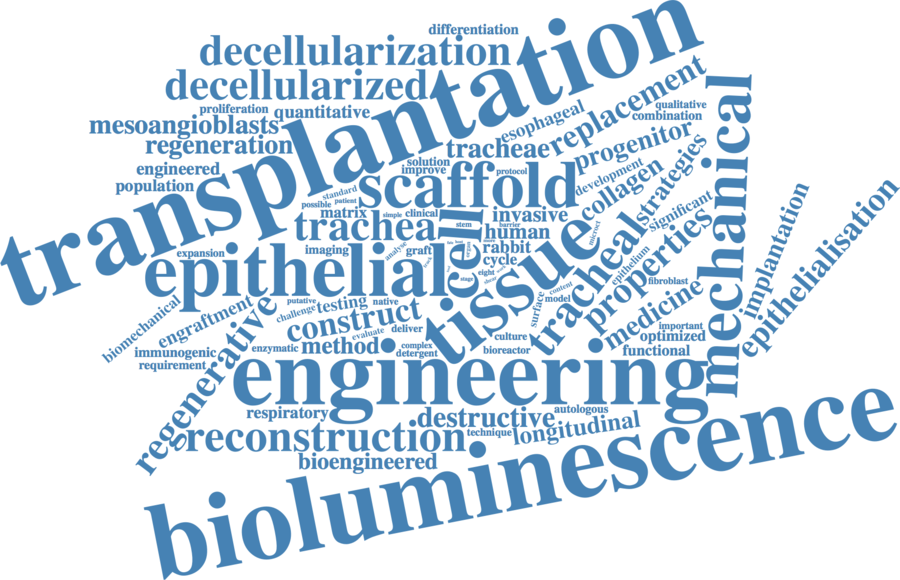 differentiation
decellularization
decellularized
transplantation
proliferation
quantitative
mesoangioblasts
regeneration
esophageal
replacement
qualitative
combination
engineered
population
tracheae
progenitor
solution
improve
protocol
scaffold
development
collagen
strategies
mechanical
standard
possible
patient
matrix
simple
clinical
cell
stem
invasive
barrier
trachea
human
tissue
tracheal
significant
properties
implantation
epithelialisation
expansion
epithelial
imaging
analyse
graft
organ
rabbit
cycle
eight
stage
microct
epithelium
fibroblast
medicine
content
surface
model
biomechanical
engraftment
regenerative
putative
challenge
testing
native
construct
evaluate
deliver
culture
important
optimized
functional
immunogenic
requirement
enzymatic
method
complex
detergent
bioreactor
engineering
respiratory
destructive
autologous
reconstruction
technique
longitudinal
bioengineered
bioluminescence